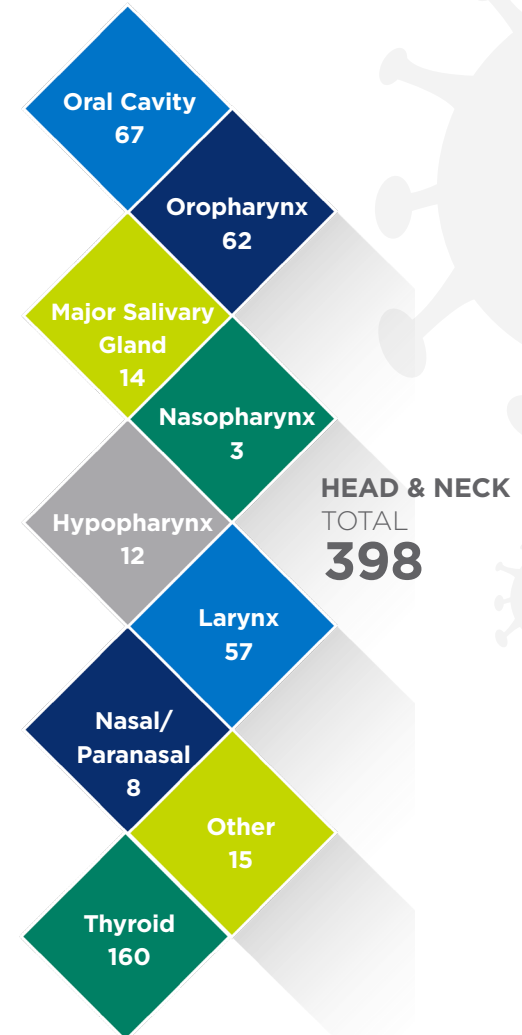 Oral Cavity
67
Oropharynx
62
Major Salivary
Gland
14
Nasopharynx
3
HEAD & NECK
TOTAL
398
Hypopharynx
12
Larynx
57
Nasal/
Paranasal
8
Other
15
Thyroid
160